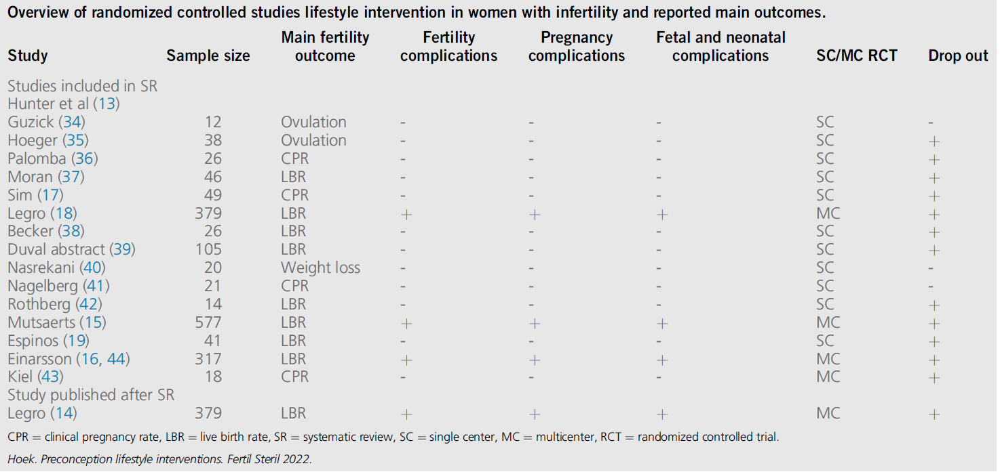 Overview of randomized controlled studies lifestyle intervention in women with infertility and reported main outcomes.
Study Sample size Main fertility outcome Fertility complications Pregnancy complications Fetal and neonatal complications SC/MC RCT Drop out
Studies included in SR
Hunter et al (13)
Guzick (34) 12 Ovulation - - - SC -
Hoeger (35) 38 Ovulation - - - SC +
Palomba (36) 26 CPR - - - SC +
Moran (37) 46 LBR - - - SC +
Sim (17) 49 CPR - - - SC +
Legro (18) 379 LBR + + + MC +
Becker (38) 26 LBR - - - SC +
Duval abstract (39) 105 LBR - - - SC +
Nasrekani (40) 20 Weight loss - - - SC -
Nagelberg (41) 21 CPR - - - SC -
Rothberg (42) 14 LBR - - - SC +
Mutsaerts (15) 577 LBR + + + MC +
Espinos (19) 41 LBR - - - SC +
Einarsson (16, 44) 317 LBR + + + MC +
Kiel (43) 18 CPR - - - MC +
Study published after SR
Legro (14) 379 LBR + + + MC +
CPR = clinical pregnancy rate, LBR = live birth rate, SR = systematic review, SC = single center, MC = multicenter, RCT = randomized controlled trial.
Hoek. Preconception lifestyle interventions. Fertil Steril 2022.